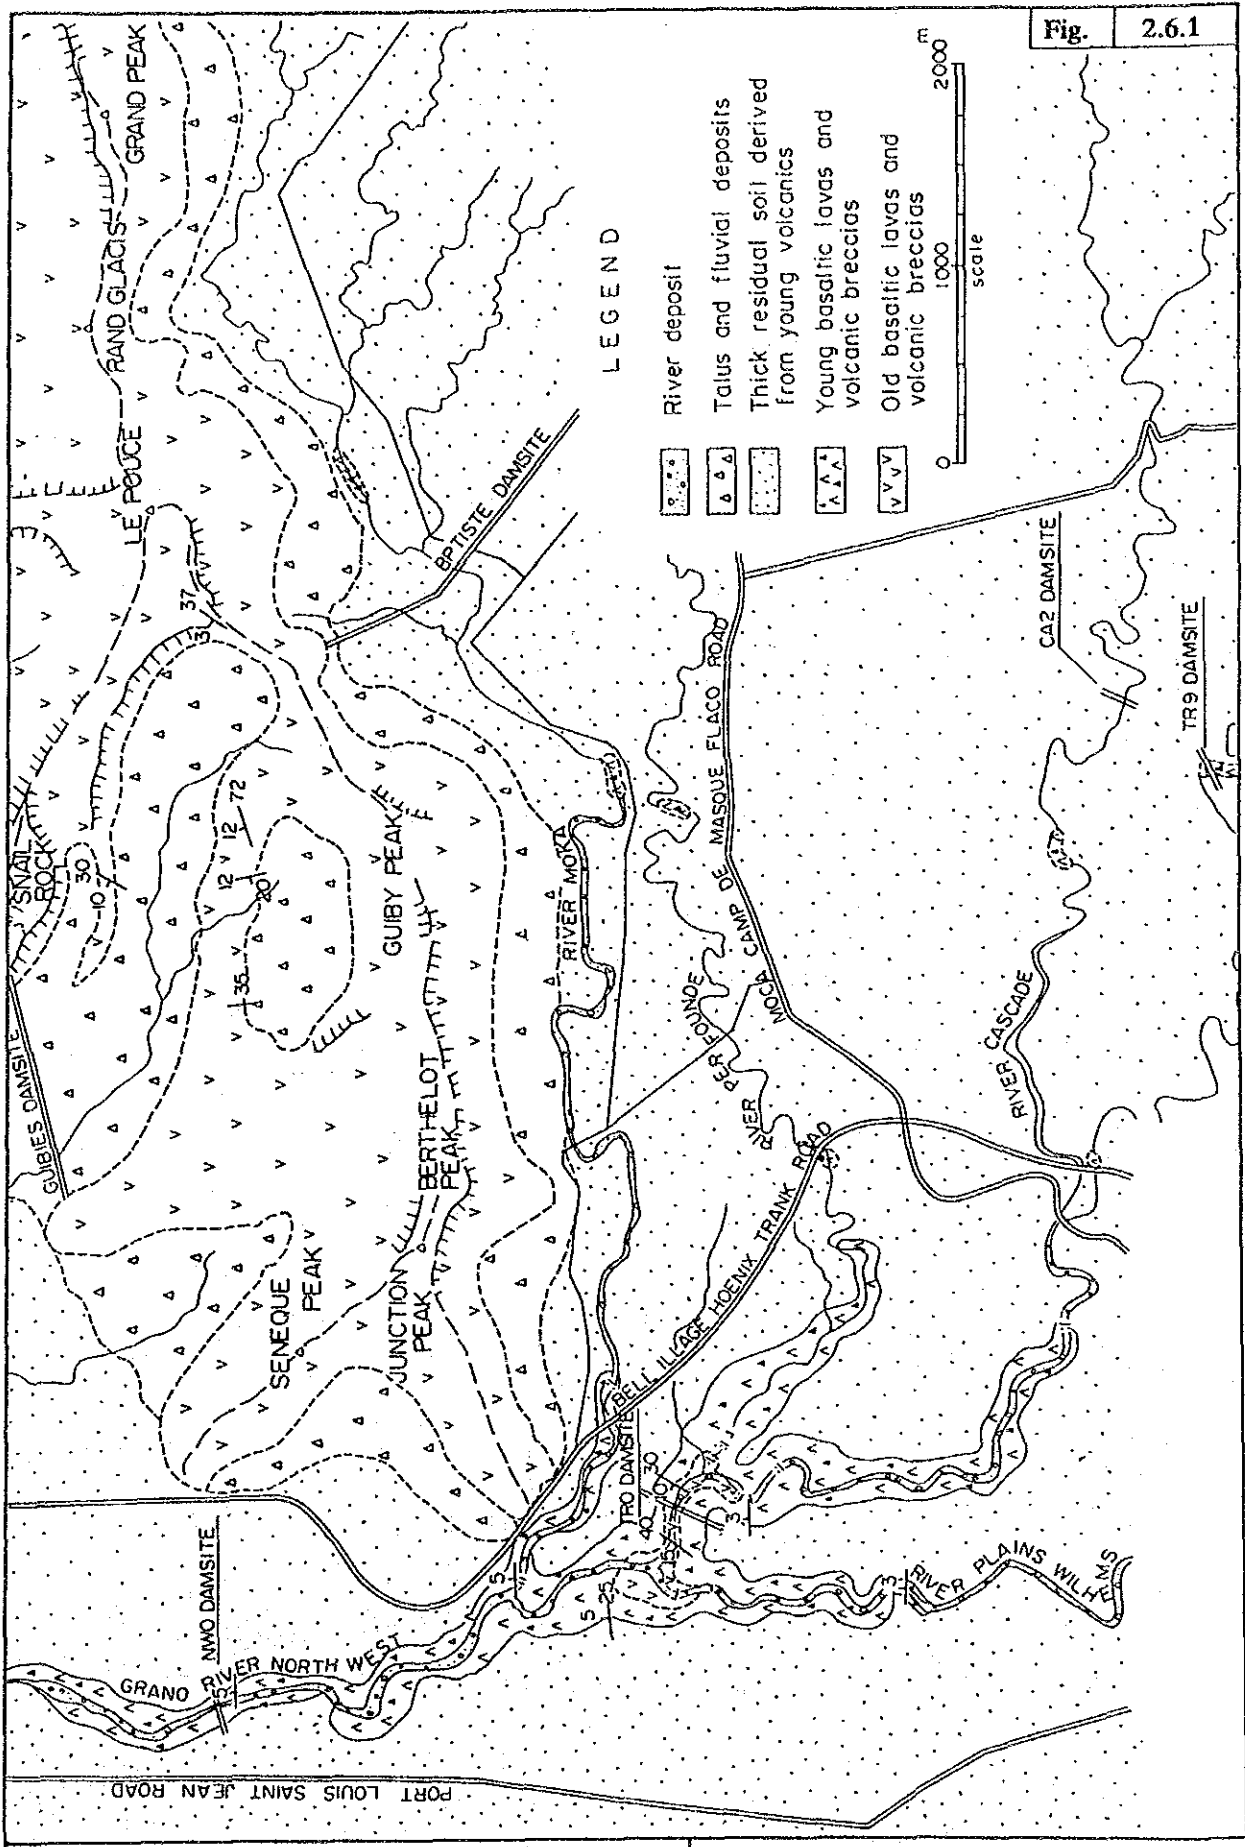 Fig. 2.6.1
GRAND PEAK
RAND GLACIS
LE POUCE
SNAIL
ROCK
GUIBIES DAMSITE
37
30
10
12
72
12
20
35
GUIBY PEAK
BERTHELOT
PEAK
JUNCTION
PEAK
SENEQUE
PEAK
BPTISTE DAMSITE
RIVER MOKA
LEGEND
River deposit
Talus and fluvial deposits
Thick residual soil derived
from young volcanics
Young basaltic lavas and
volcanic breccias
Old basaltic lavas and
volcanic breccias
0 1000 2000 m
scale
MOCA CAMP DE MASQUE FLACO ROAD
RIVER PER FOUNDE
RIVER
BELL ILLAGE HOENIX TRANK ROAD
TRO DAMSITE
30
10
40
15
3
5
5
25
3
CA2 DAMSITE
TR9 DAMSITE
RIVER CASCADE
RIVER PLAINS WILHEMS
NWO DAMSITE
15
GRANO RIVER NORTH WEST
PORT LOUIS SAINT JEAN ROAD